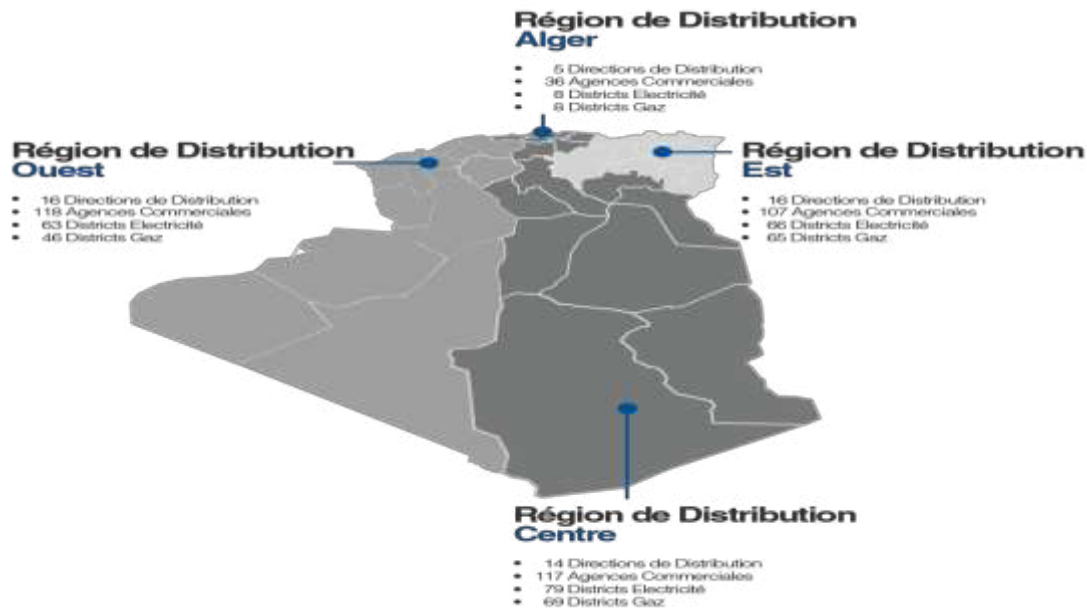 Région de Distribution
Alger
• 5 Directions de Distribution
• 36 Agences Commerciales
• 8 Districts Electricité
• 8 Districts Gaz
Région de Distribution
Ouest
• 16 Directions de Distribution
• 118 Agences Commerciales
• 63 Districts Electricité
• 46 Districts Gaz
Région de Distribution
Est
• 16 Directions de Distribution
• 107 Agences Commerciales
• 66 Districts Electricité
• 65 Districts Gaz
Région de Distribution
Centre
• 14 Directions de Distribution
• 117 Agences Commerciales
• 79 Districts Electricité
• 69 Districts Gaz